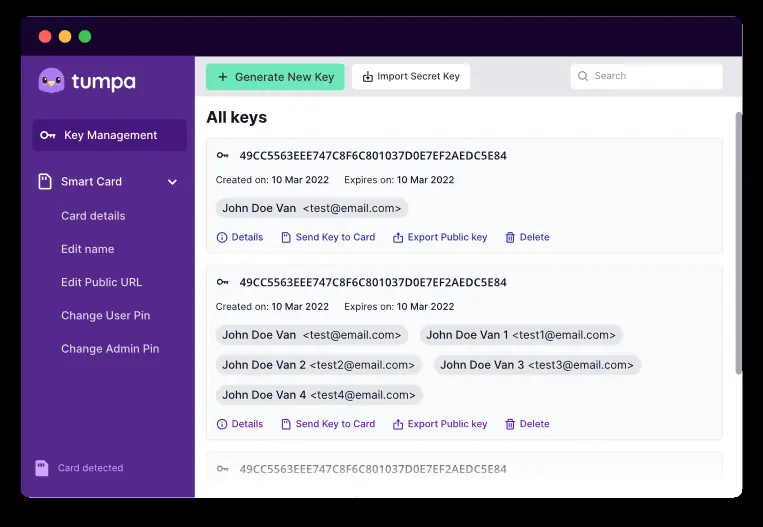 tumpa
Generate New Key
Import Secret Key
Search
Key Management
Smart Card
Card details
Edit name
Edit Public URL
Change User Pin
Change Admin Pin
Card detected
All keys
49CC5563EEE747C8F6C801037D0E7EF2AEDC5E84
Created on: 10 Mar 2022 Expires on: 10 Mar 2022
John Doe Van <test@email.com>
Details Send Key to Card Export Public key Delete
49CC5563EEE747C8F6C801037D0E7EF2AEDC5E84
Created on: 10 Mar 2022 Expires on: 10 Mar 2022
John Doe Van <test@email.com> John Doe Van 1 <test1@email.com>
John Doe Van 2 <test2@email.com> John Doe Van 3 <test3@email.com>
John Doe Van 4 <test4@email.com>
Details Send Key to Card Export Public key Delete
49CC5563EEE747C8F6C801037D0E7EF2AEDC5E84